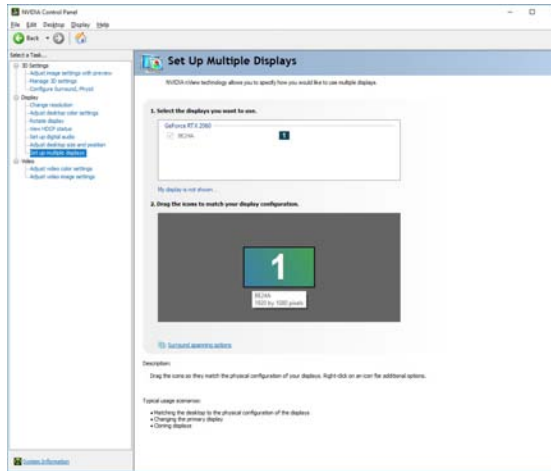 NVIDIA Control Panel
File Edit Desktop Display Help
Back
Select a Task...
3D Settings
Adjust image settings with preview
Manage 3D settings
Configure Surround, PhysX
Display
Change resolution
Adjust desktop color settings
Rotate display
View HDCP status
Set up digital audio
Adjust desktop size and position
Set up multiple displays
Video
Adjust video color settings
Adjust video image settings
System Information
Set Up Multiple Displays
NVIDIA nView technology allows you to specify how you would like to use multiple displays.
1. Select the displays you want to use.
GeForce RTX 2060
1
My display is not shown...
2. Drag the icons to match your display configuration.
1
1920 by 1080 pixels
Surround spanning options
Description:
Drag the icons so they match the physical configuration of your displays. Right-click on an icon for additional options.
Typical usage scenarios:
• Matching the desktop to the physical configuration of the displays
• Changing the primary display
• Cloning displays